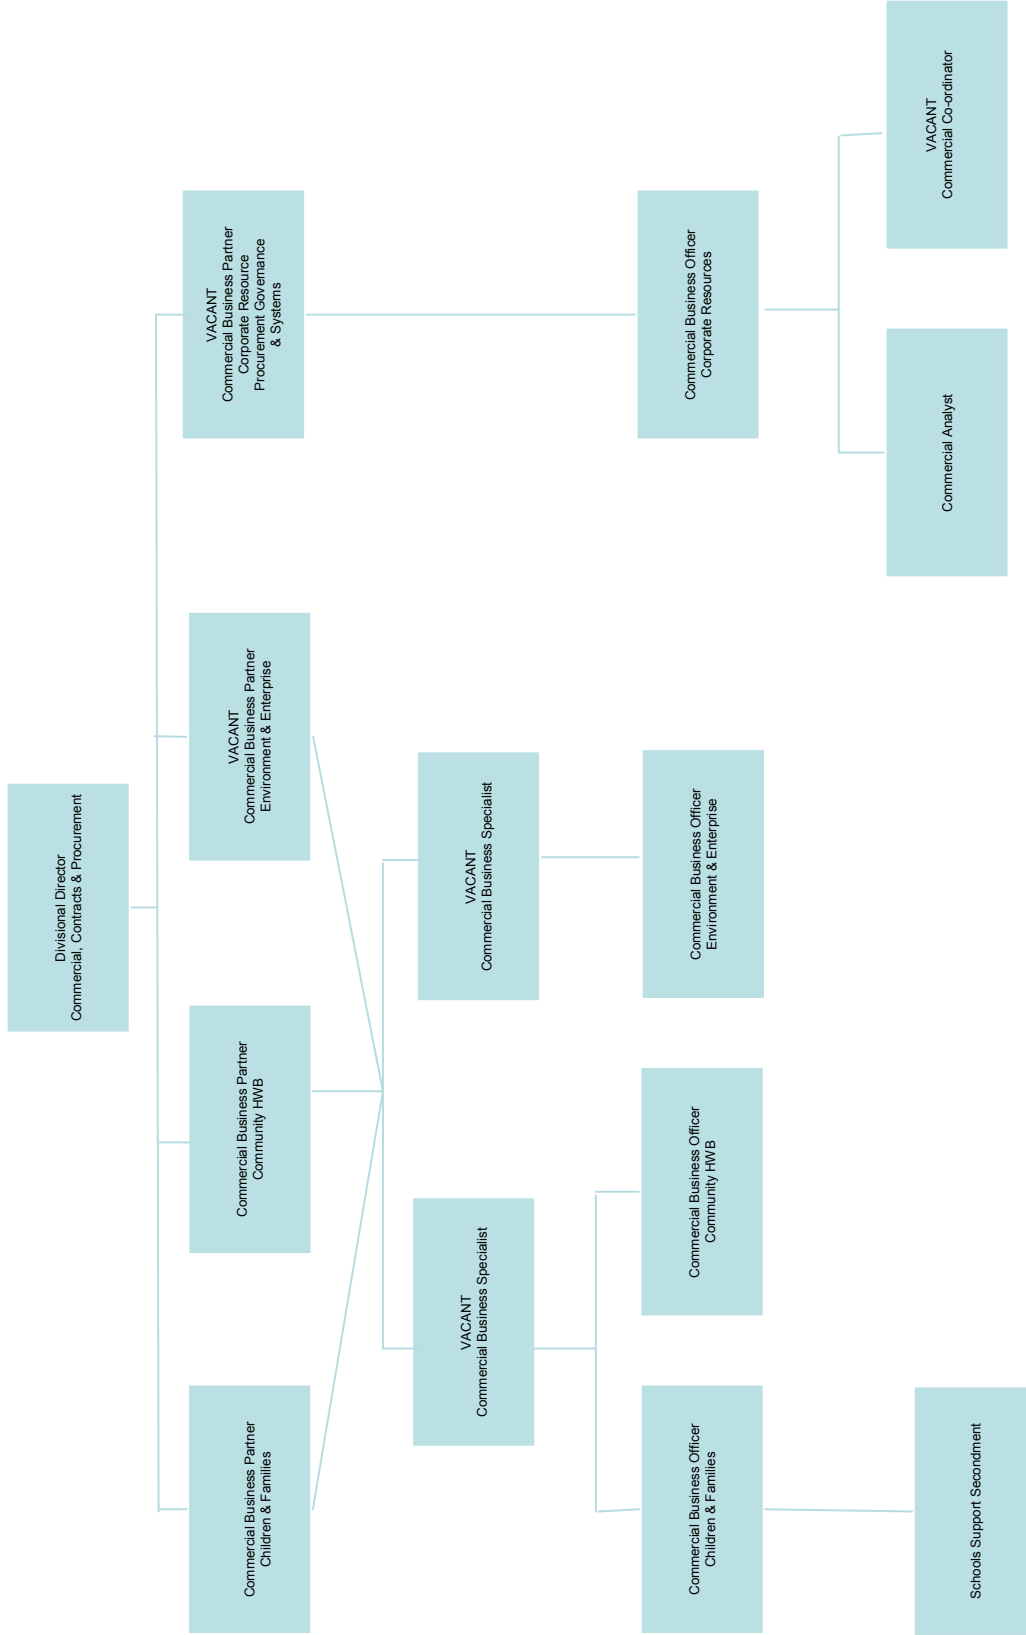 Divisional Director
Commercial, Contracts & Procurement
Commercial Business Partner
Children & Families
Commercial Business Partner
Community HWB
VACANT
Commercial Business Partner
Environment & Enterprise
VACANT
Commercial Business Partner
Corporate Resource
Procurement Governance
& Systems
VACANT
Commercial Business Specialist
VACANT
Commercial Business Specialist
Commercial Business Officer
Children & Families
Commercial Business Officer
Community HWB
Commercial Business Officer
Environment & Enterprise
Commercial Business Officer
Corporate Resources
Schools Support Secondment
Commercial Analyst
VACANT
Commercial Co-ordinator